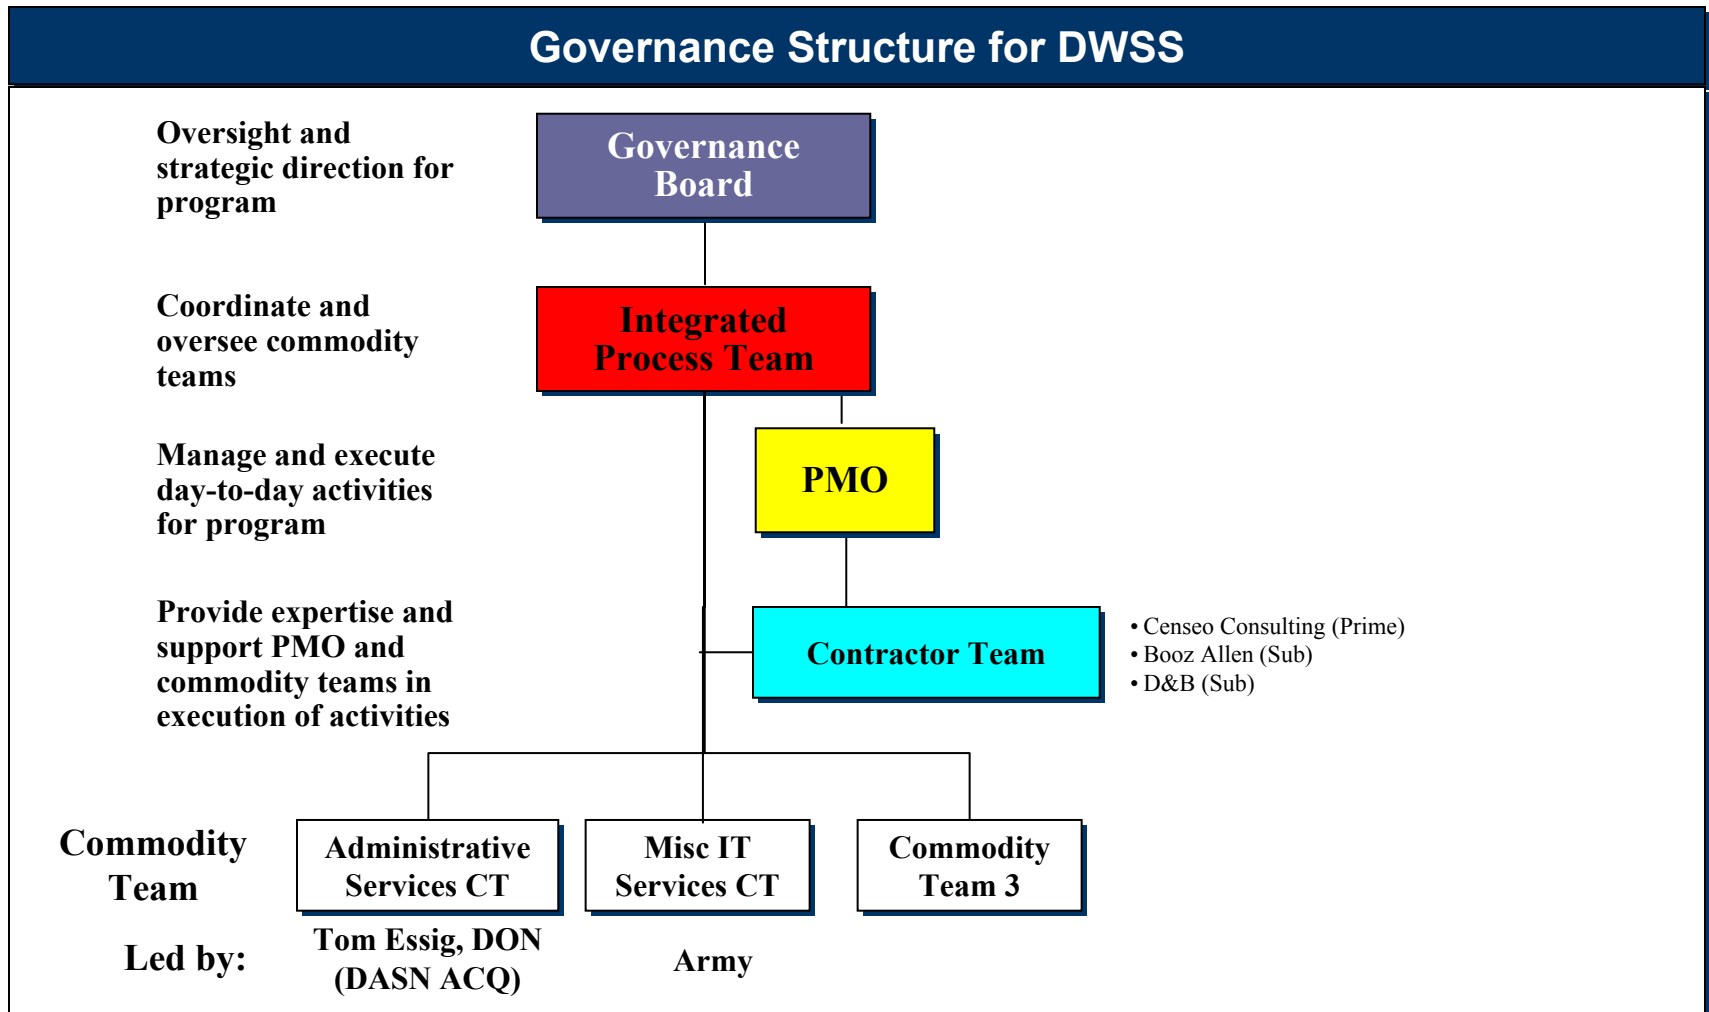 Governance Structure for DWSS
Oversight and
strategic direction for
program
Governance
Board
Coordinate and
oversee commodity
teams
Integrated
Process Team
Manage and execute
day-to-day activities
for program
PMO
Provide expertise and
support PMO and
commodity teams in
execution of activities
Contractor Team
• Censeo Consulting (Prime)
• Booz Allen (Sub)
• D&B (Sub)
Commodity
Team
Administrative
Services CT
Misc IT
Services CT
Commodity
Team 3
Led by:
Tom Essig, DON
(DASN ACQ)
Army